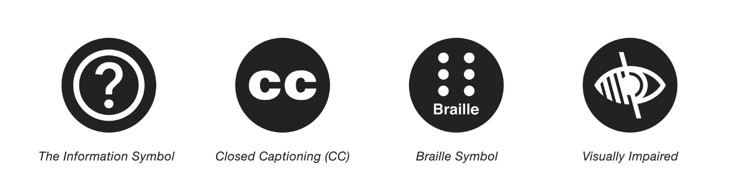 ?
CC
Braille
The Information Symbol
Closed Captioning (CC)
Braille Symbol
Visually Impaired